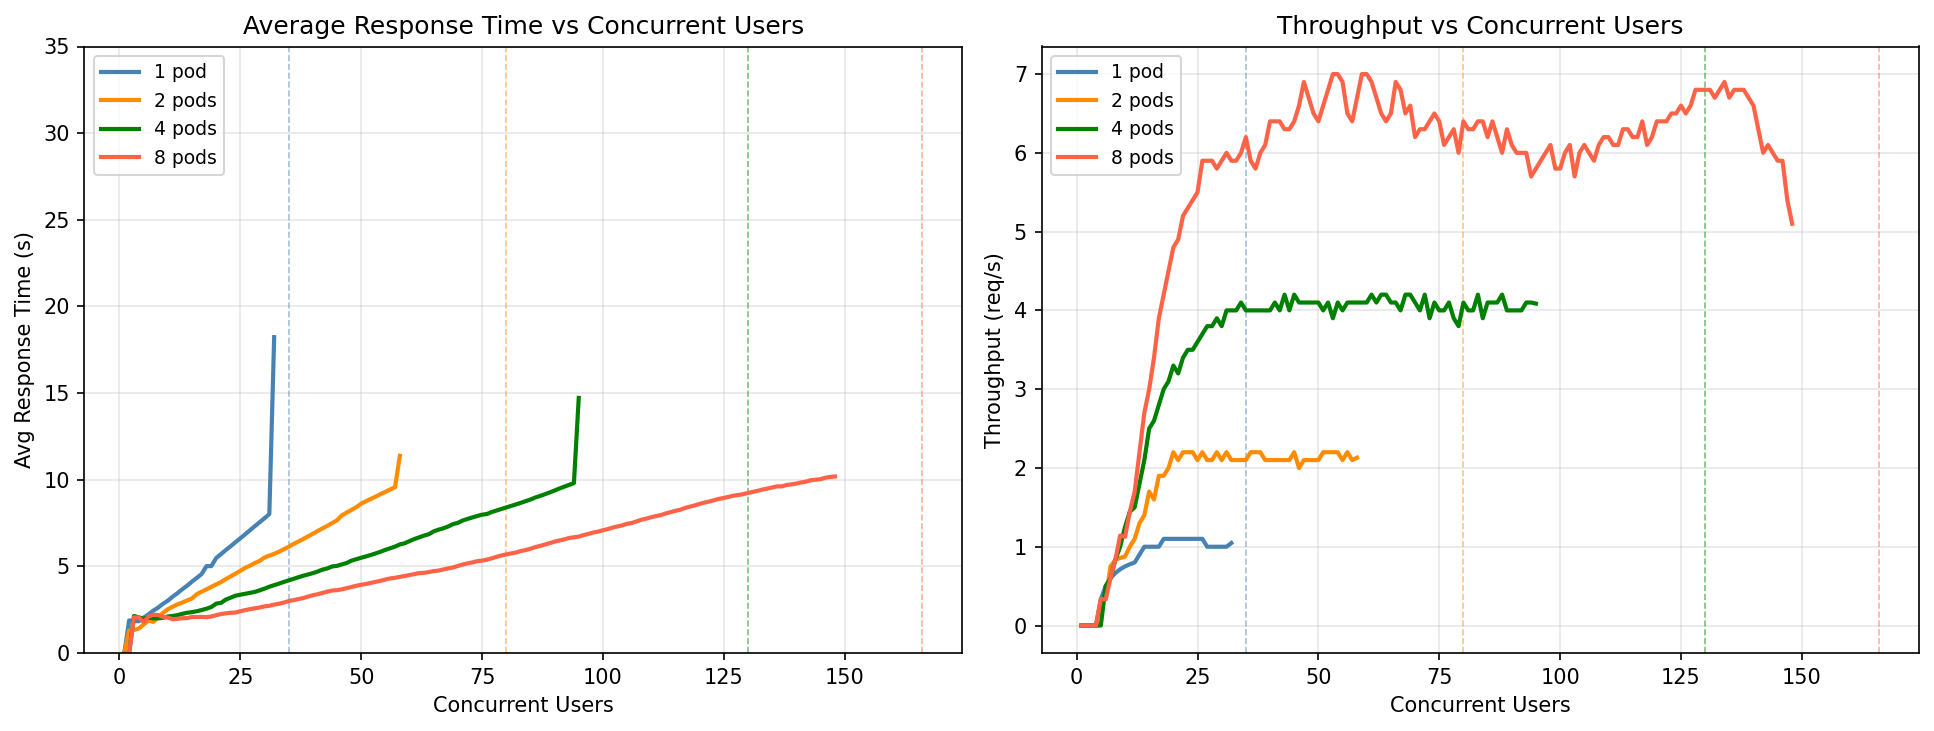 Average Response Time vs Concurrent Users
35
30
25
20
15
10
5
0
Avg Response Time (s)
1 pod
2 pods
4 pods
8 pods
0 25 50 75 100 125 150
Concurrent Users
Throughput vs Concurrent Users
7
6
5
4
3
2
1
0
Throughput (req/s)
1 pod
2 pods
4 pods
8 pods
0 25 50 75 100 125 150
Concurrent Users